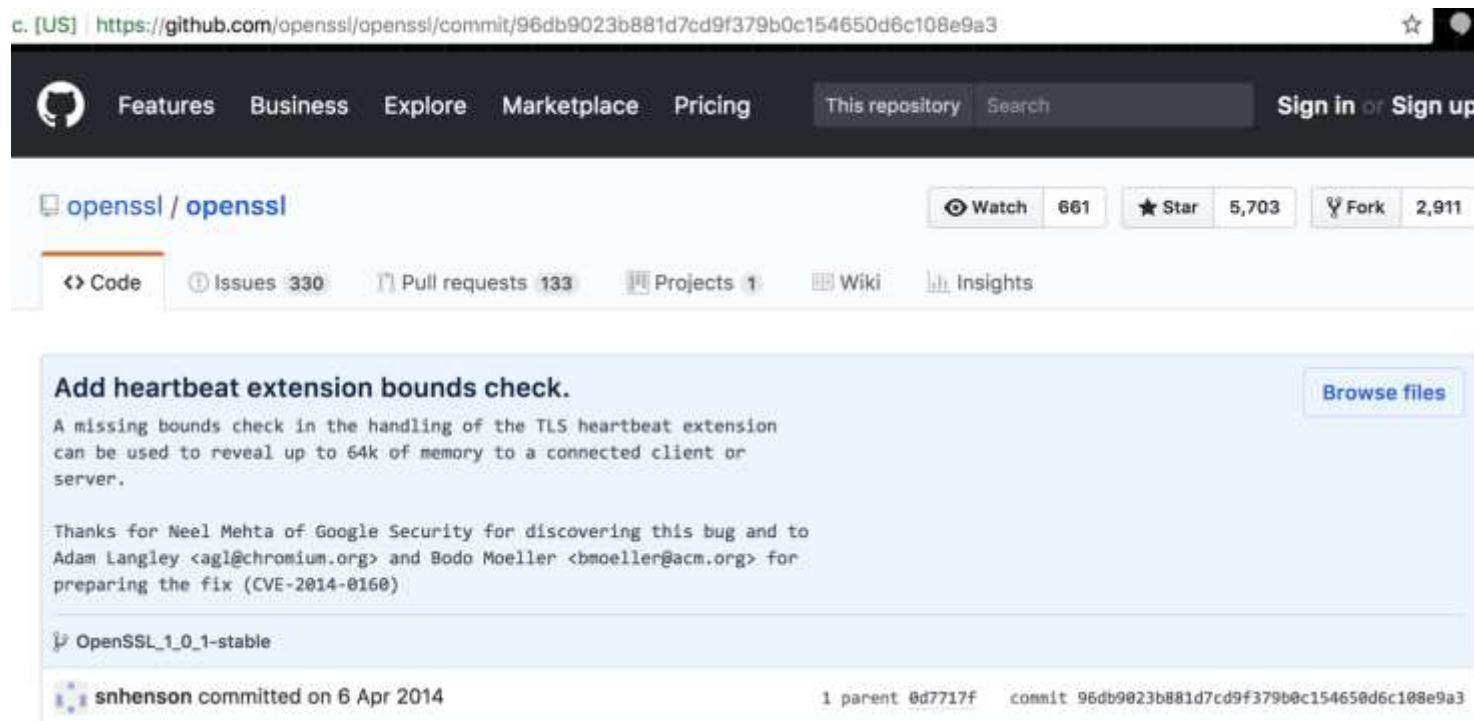 c. [US] https://github.com/openssl/openssl/commit/96db9023b881d7cd9f379b0c154650d6c108e9a3
Features Business Explore Marketplace Pricing This repository Search Sign in or Sign up
openssl / openssl Watch 661 Star 5,703 Fork 2,911
<> Code Issues 330 Pull requests 133 Projects 1 Wiki Insights
Add heartbeat extension bounds check. Browse files
A missing bounds check in the handling of the TLS heartbeat extension
can be used to reveal up to 64k of memory to a connected client or
server.
Thanks for Neel Mehta of Google Security for discovering this bug and to
Adam Langley <agl@chromium.org> and Bodo Moeller <bmoeller@acm.org> for
preparing the fix (CVE-2014-0160)
OpenSSL_1_0_1-stable
snhenson committed on 6 Apr 2014 1 parent 0d7717f commit 96db9023b881d7cd9f379b0c154650d6c108e9a3